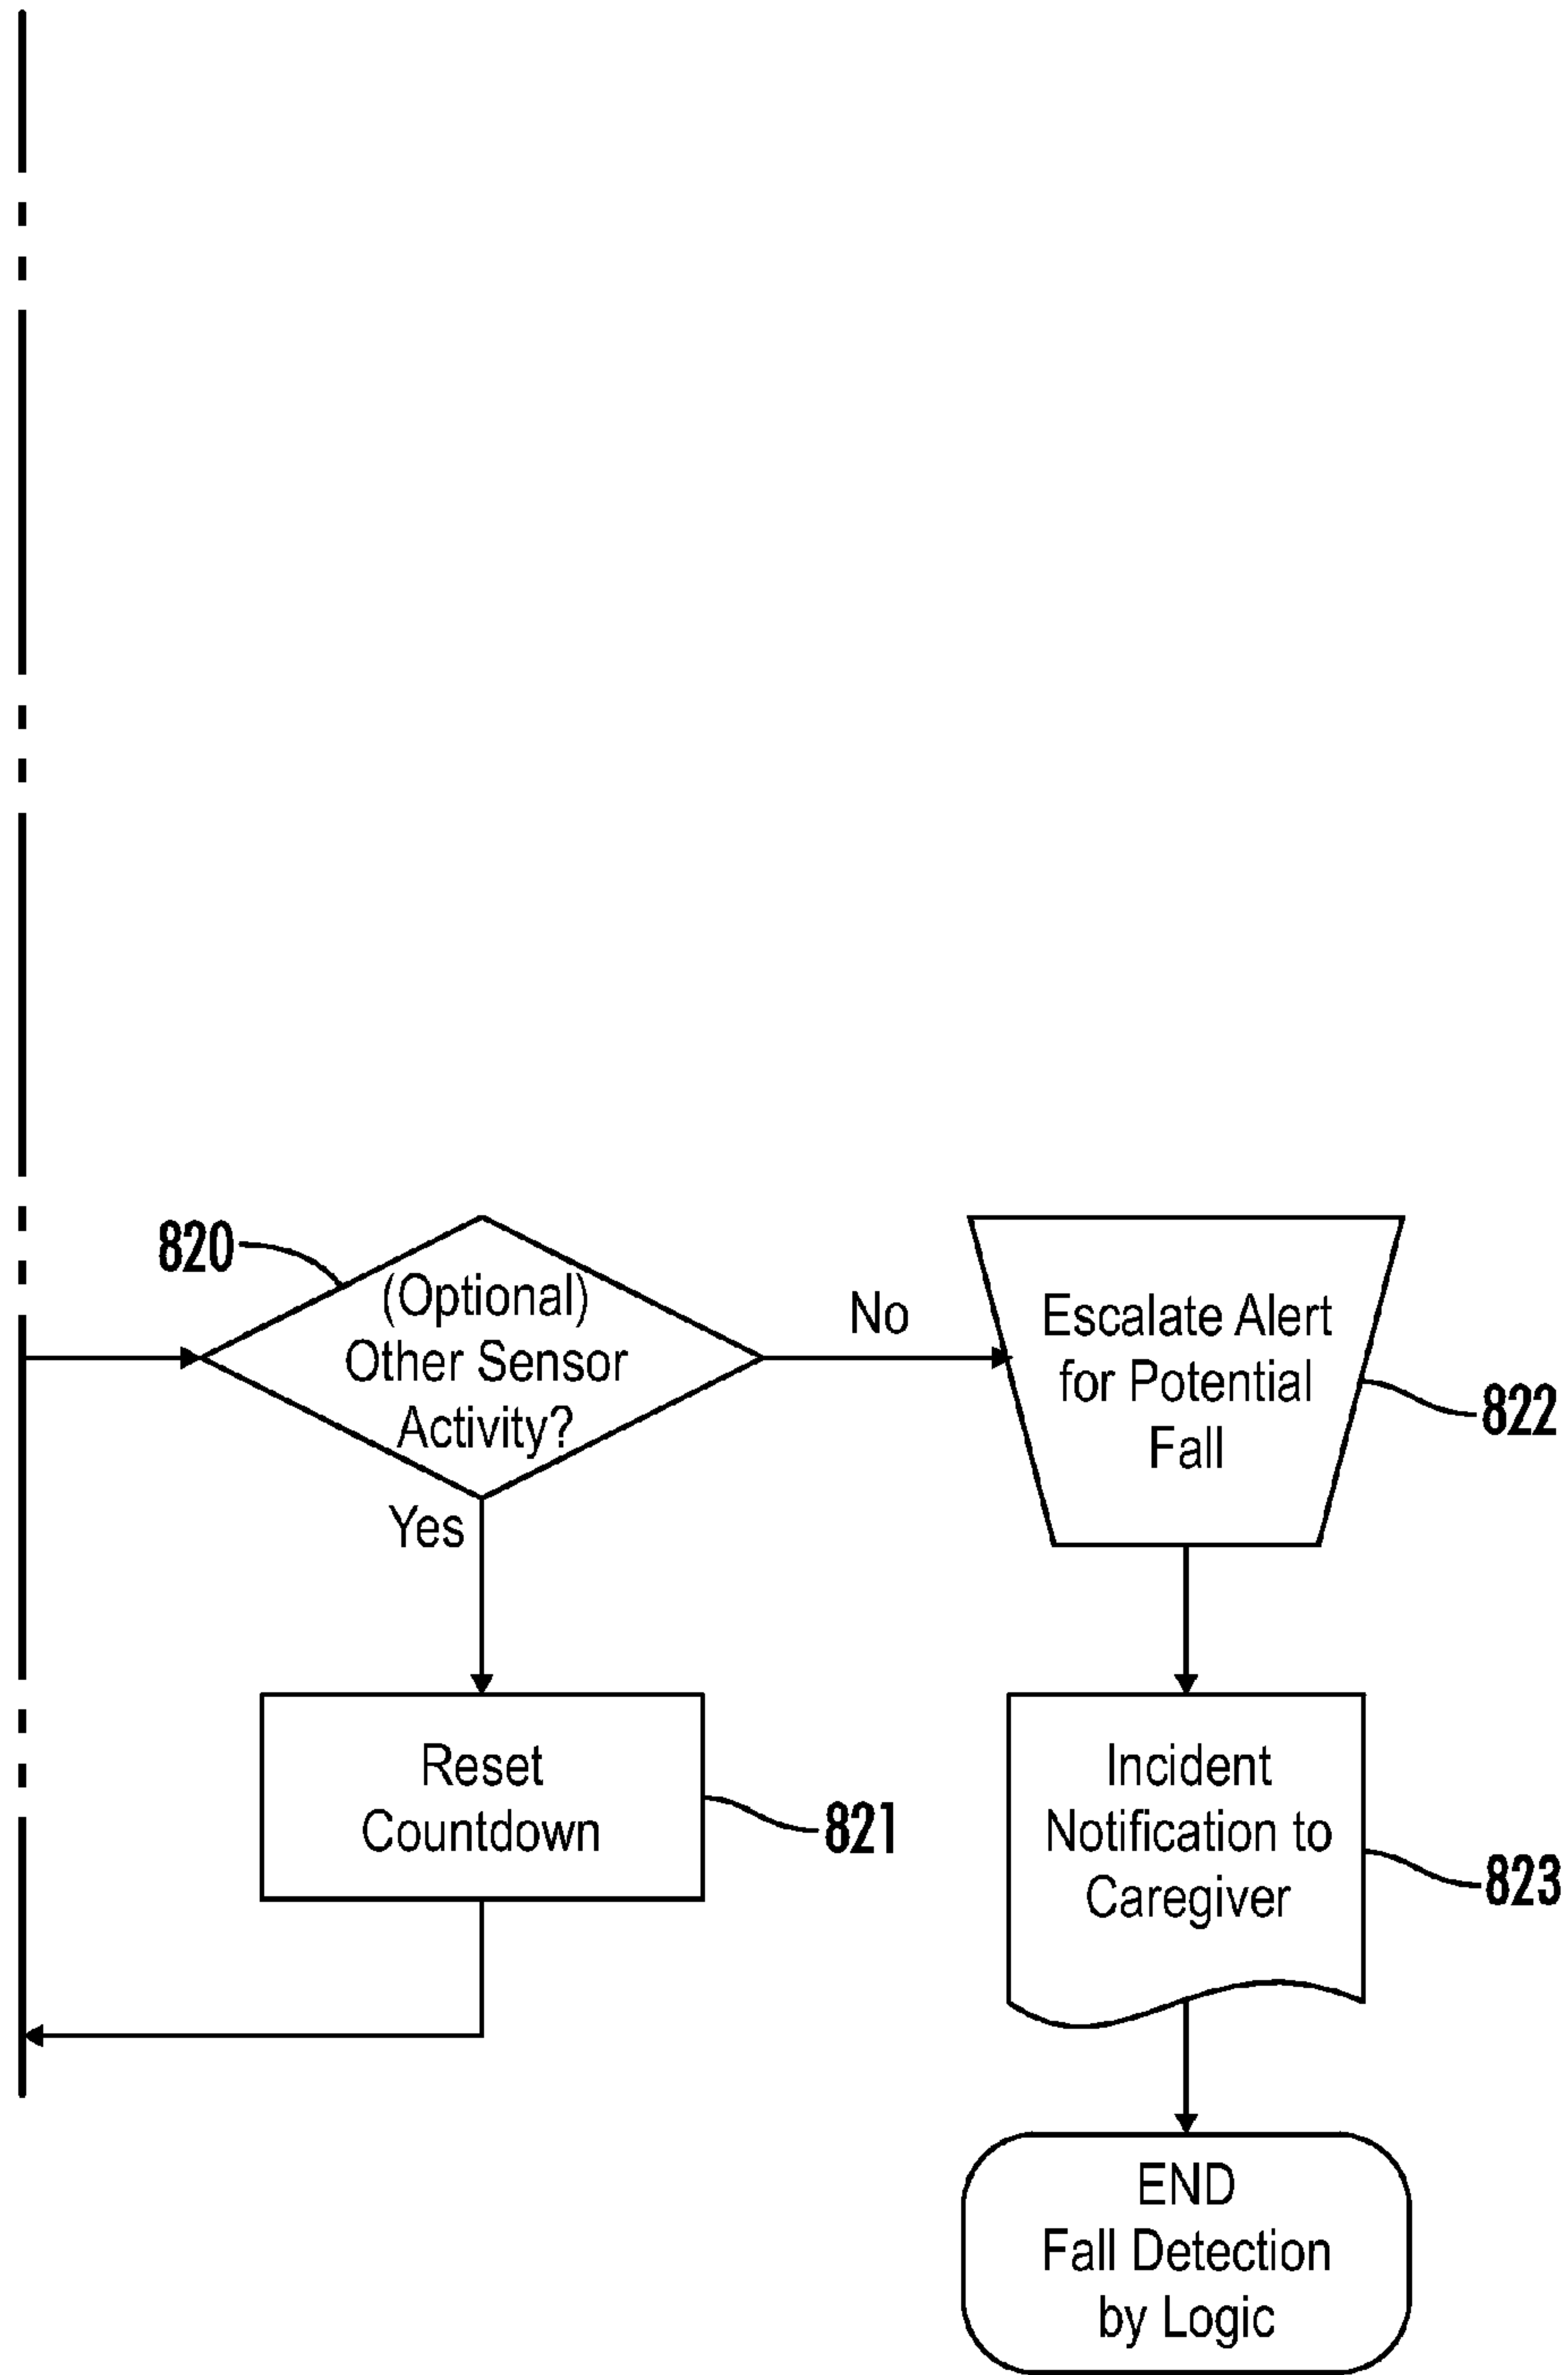 820
(Optional)
Other Sensor
Activity?
No
Yes
Escalate Alert
for Potential
Fall
822
Reset
Countdown
821
Incident
Notification to
Caregiver
823
END
Fall Detection
by Logic